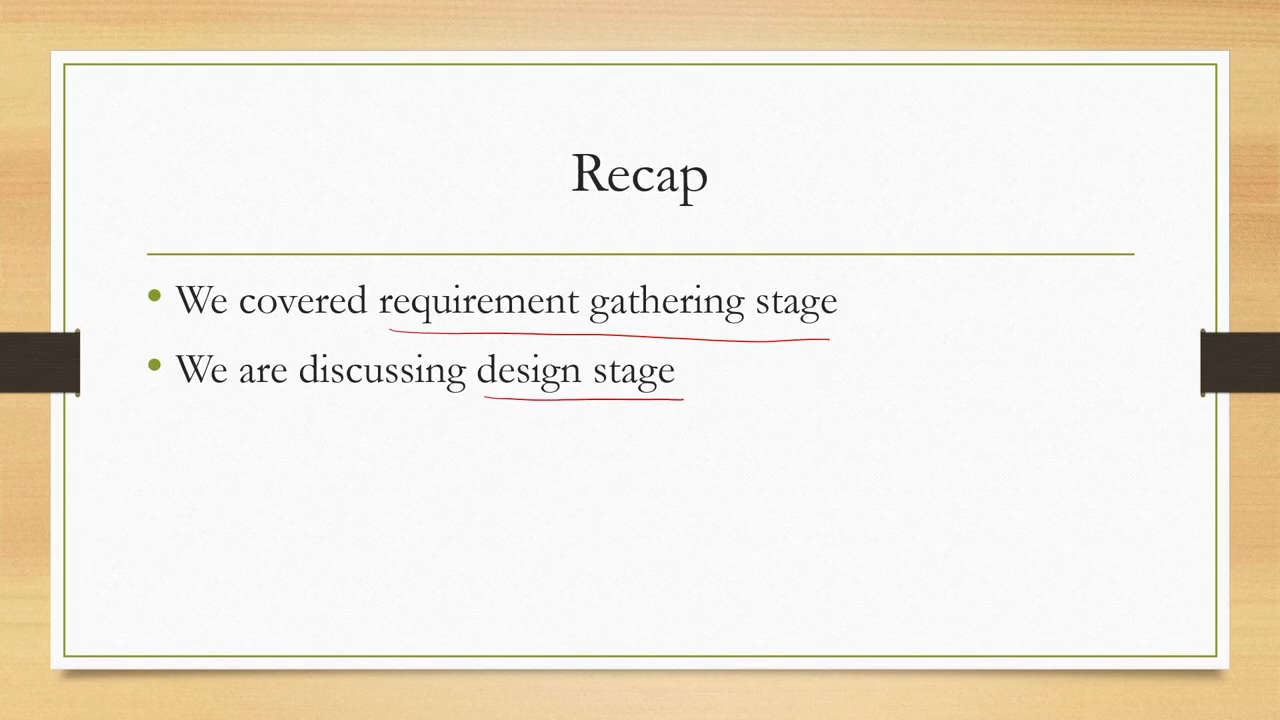 Recap
• We covered requirement gathering stage
• We are discussing design stage